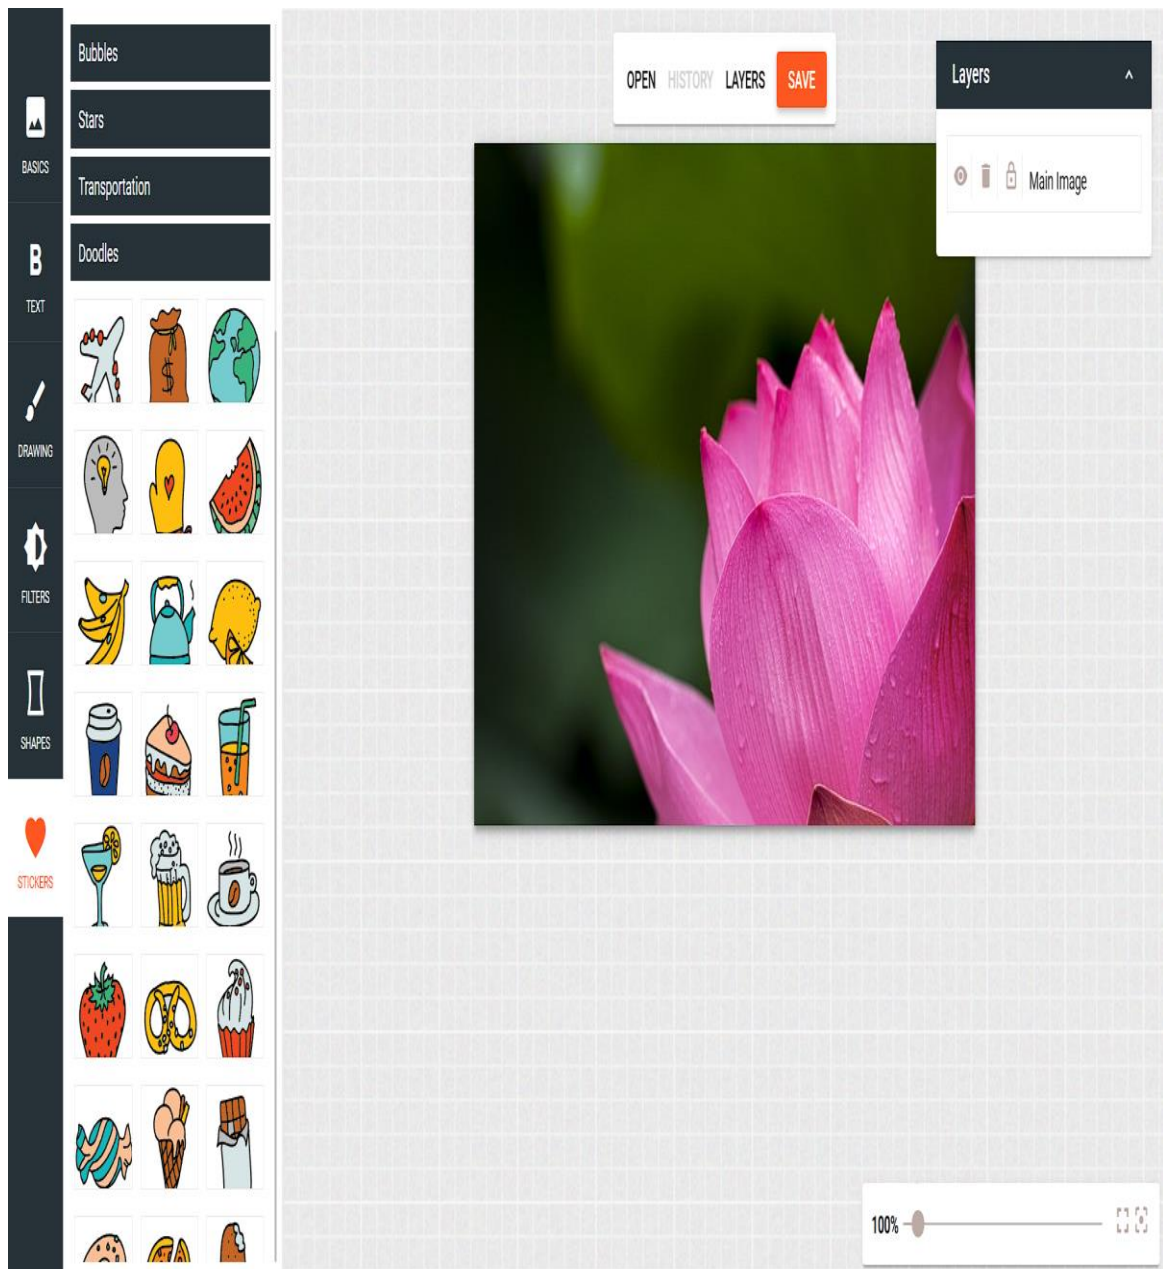 BASICS
TEXT
DRAWING
FILTERS
SHAPES
STICKERS
Bubbles
Stars
Transportation
Doodles
$
OPEN HISTORY LAYERS SAVE
Layers
Main Image
100%